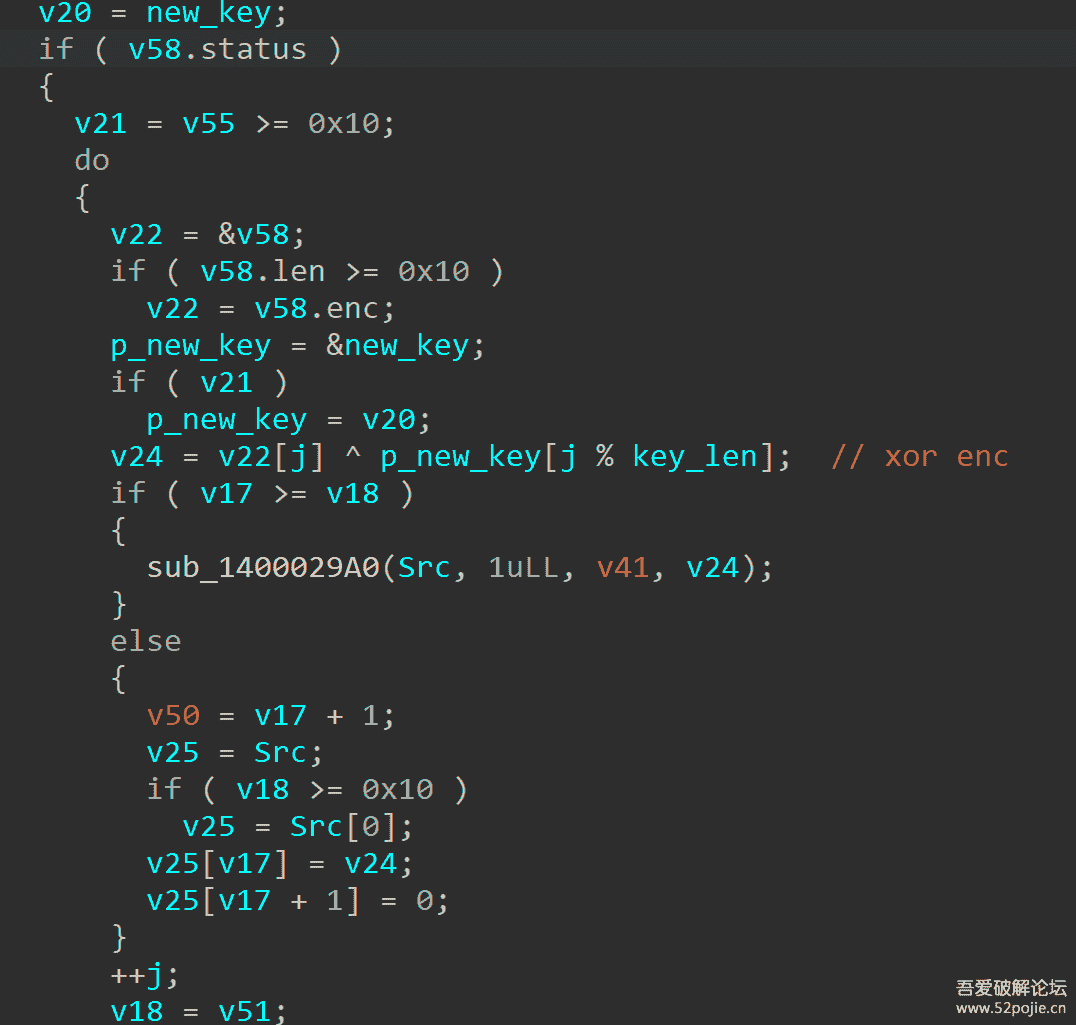 v20 = new_key;
if ( v58.status )
{
v21 = v55 >= 0x10;
do
{
v22 = &v58;
if ( v58.len >= 0x10 )
v22 = v58.enc;
p_new_key = &new_key;
if ( v21 )
p_new_key = v20;
v24 = v22[j] ^ p_new_key[j % key_len];  // xor enc
if ( v17 >= v18 )
{
sub_1400029A0(Src, 1uLL, v41, v24);
}
else
{
v50 = v17 + 1;
v25 = Src;
if ( v18 >= 0x10 )
v25 = Src[0];
v25[v17] = v24;
v25[v17 + 1] = 0;
}
++j;
v18 = v51;
吾爱破解论坛
www.52pojie.cn